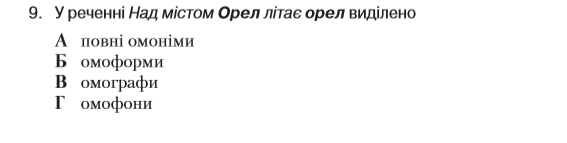 9. У реченні Над містом Орел літає орел виділено
А повні омоніми
Б омоформи
В омографи
Г омофони